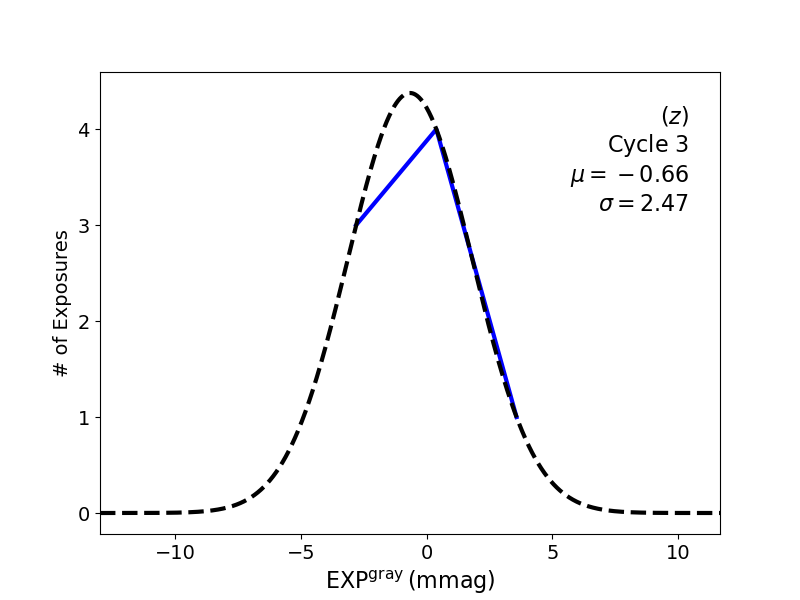 (z)
Cycle 3
μ = −0.66
σ = 2.47
# of Exposures
4
3
2
1
0
−10 −5 0 5 10
EXP^gray (mmag)